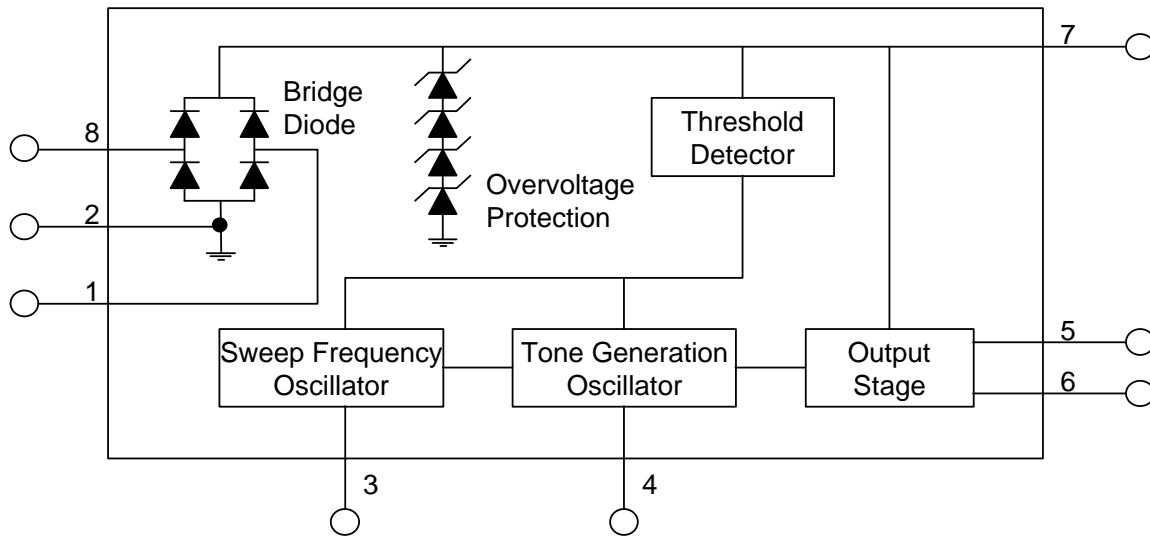 7
Bridge
Diode
8
Threshold
Detector
Overvoltage
Protection
2
1
Sweep Frequency
Oscillator
Tone Generation
Oscillator
Output
Stage
5
6
3
4